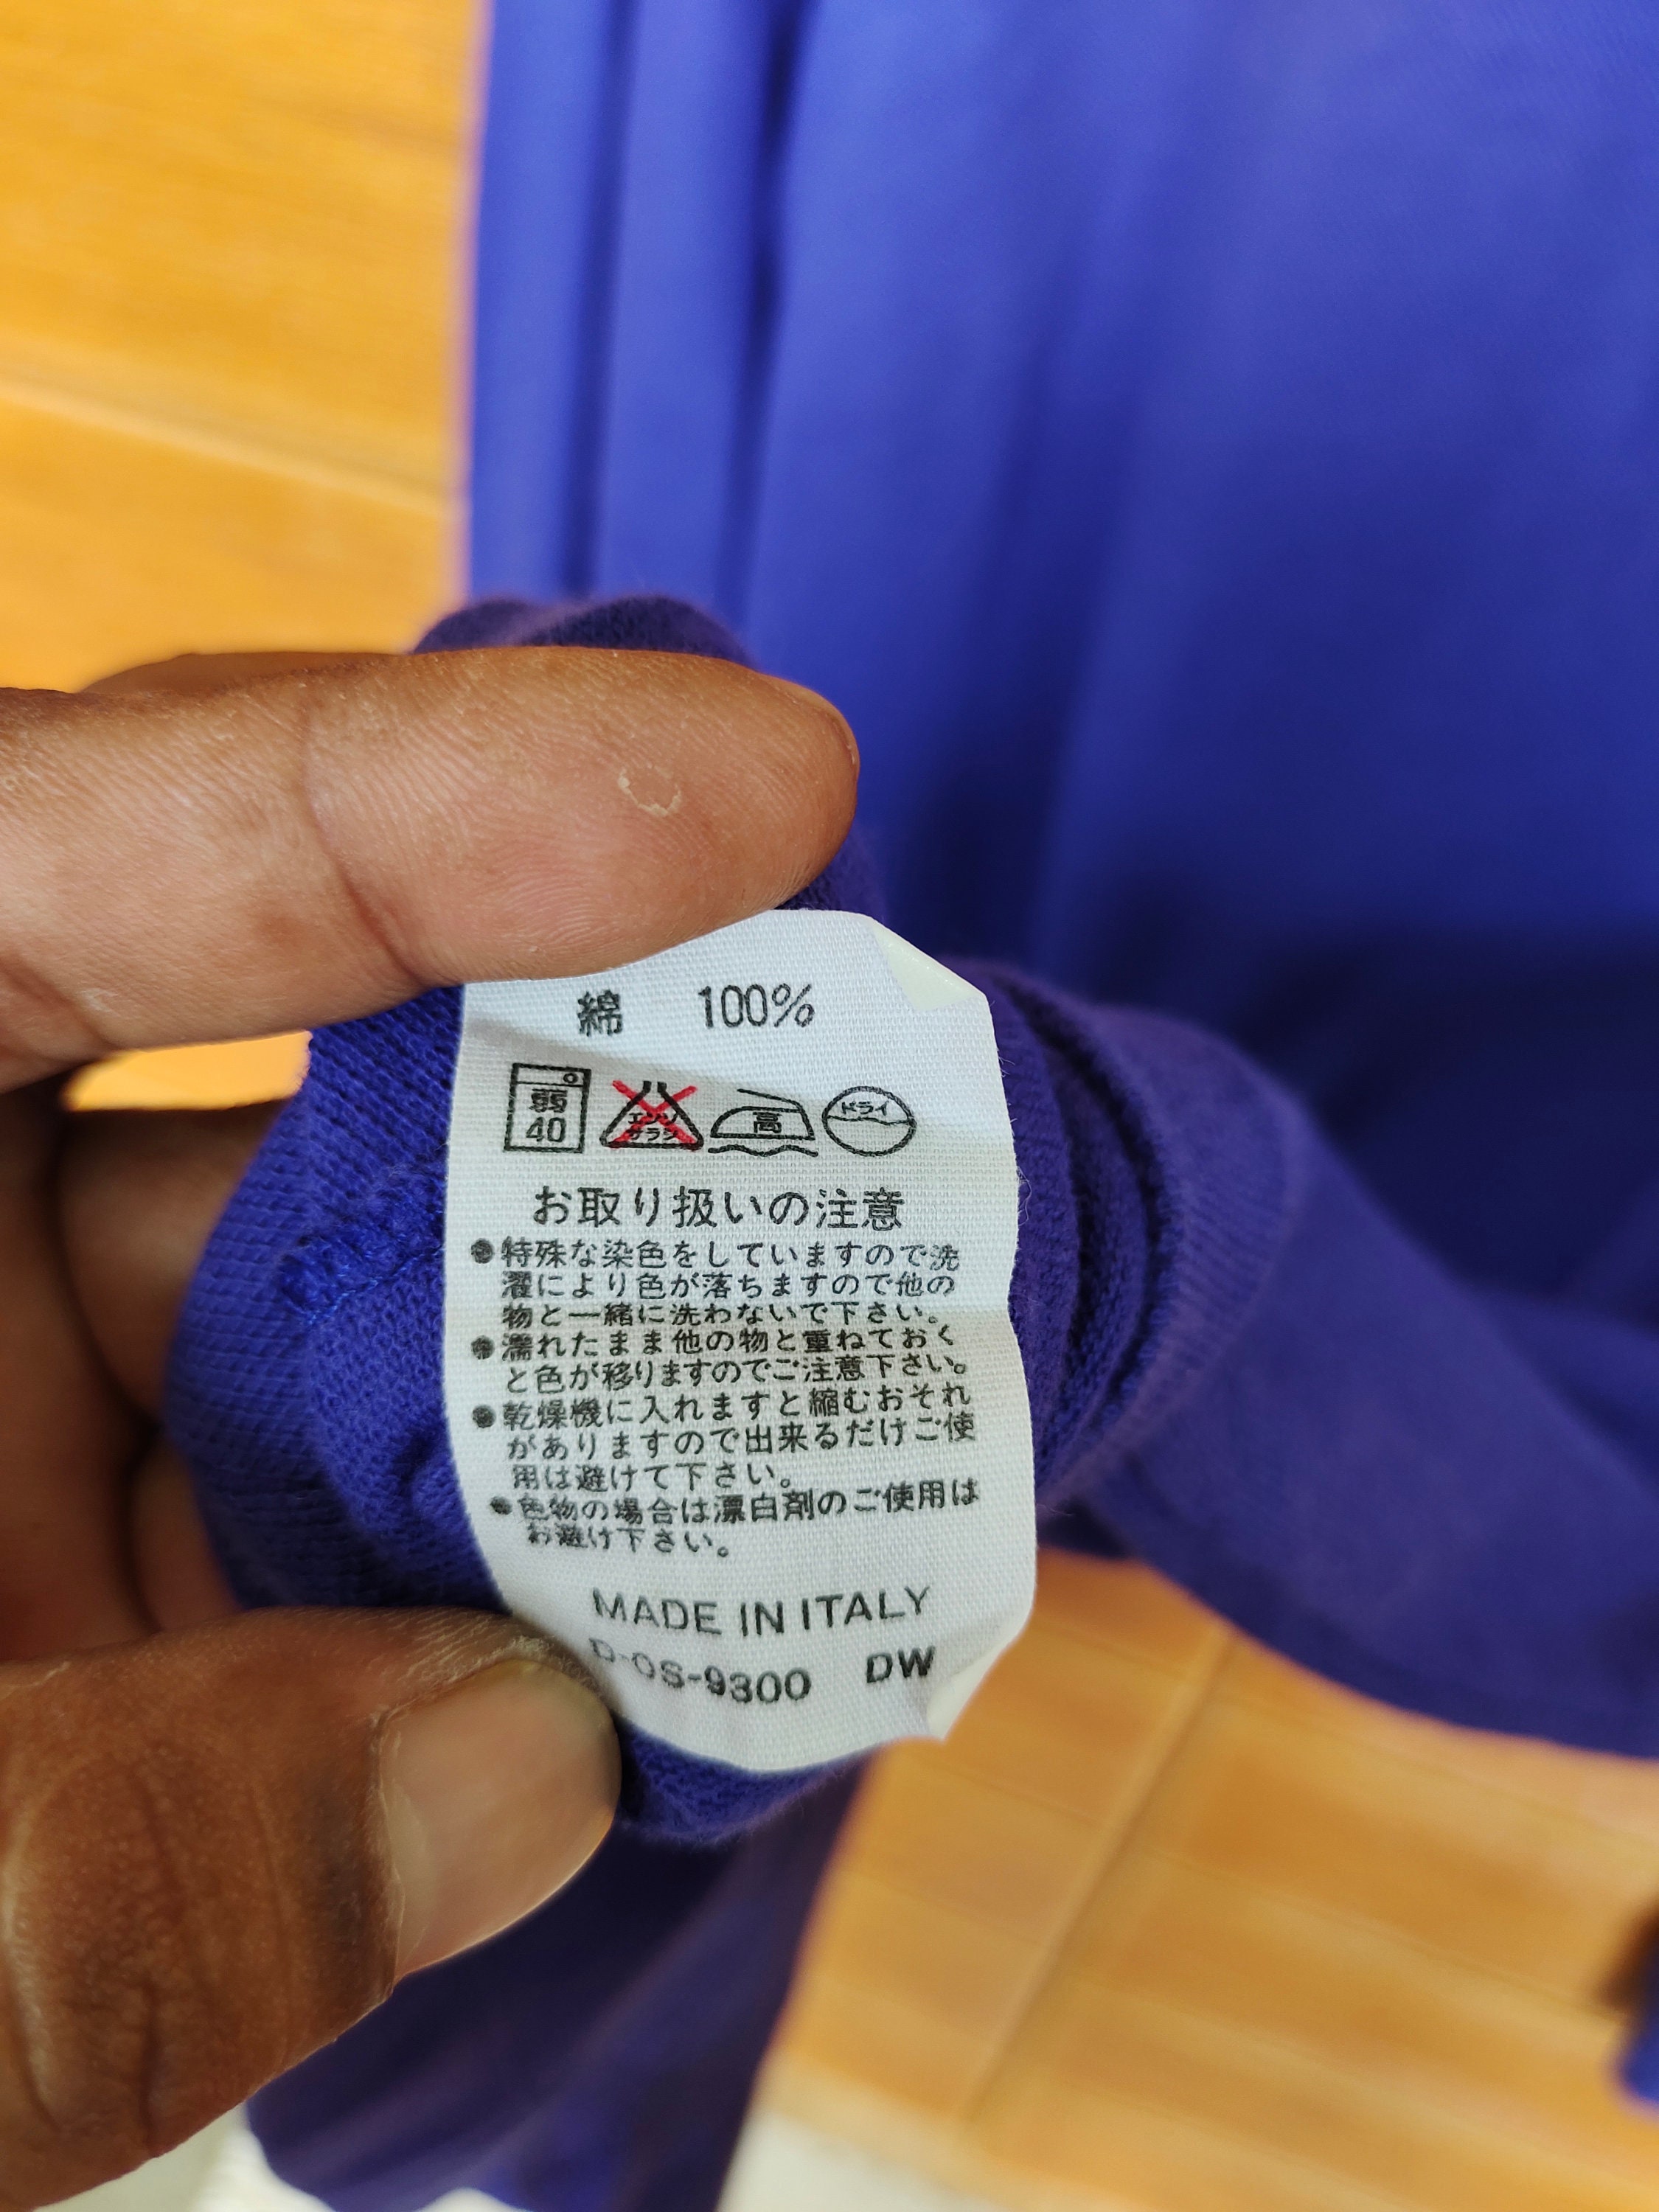 綿 100%
弱 40 エンソサラシ 高 ドライ
お取り扱いの注意
●特殊な染色をしていますので洗
濯により色が落ちますので他の
物と一緒に洗わないで下さい。
●濡れたまま他の物と重ねておく
と色が移りますのでご注意下さい。
●乾燥機に入れますと縮むおそれ
がありますので出来るだけご使
用は避けて下さい。
●色物の場合は漂白剤のご使用は
お避け下さい。
MADE IN ITALY
D-OS-9300 DW